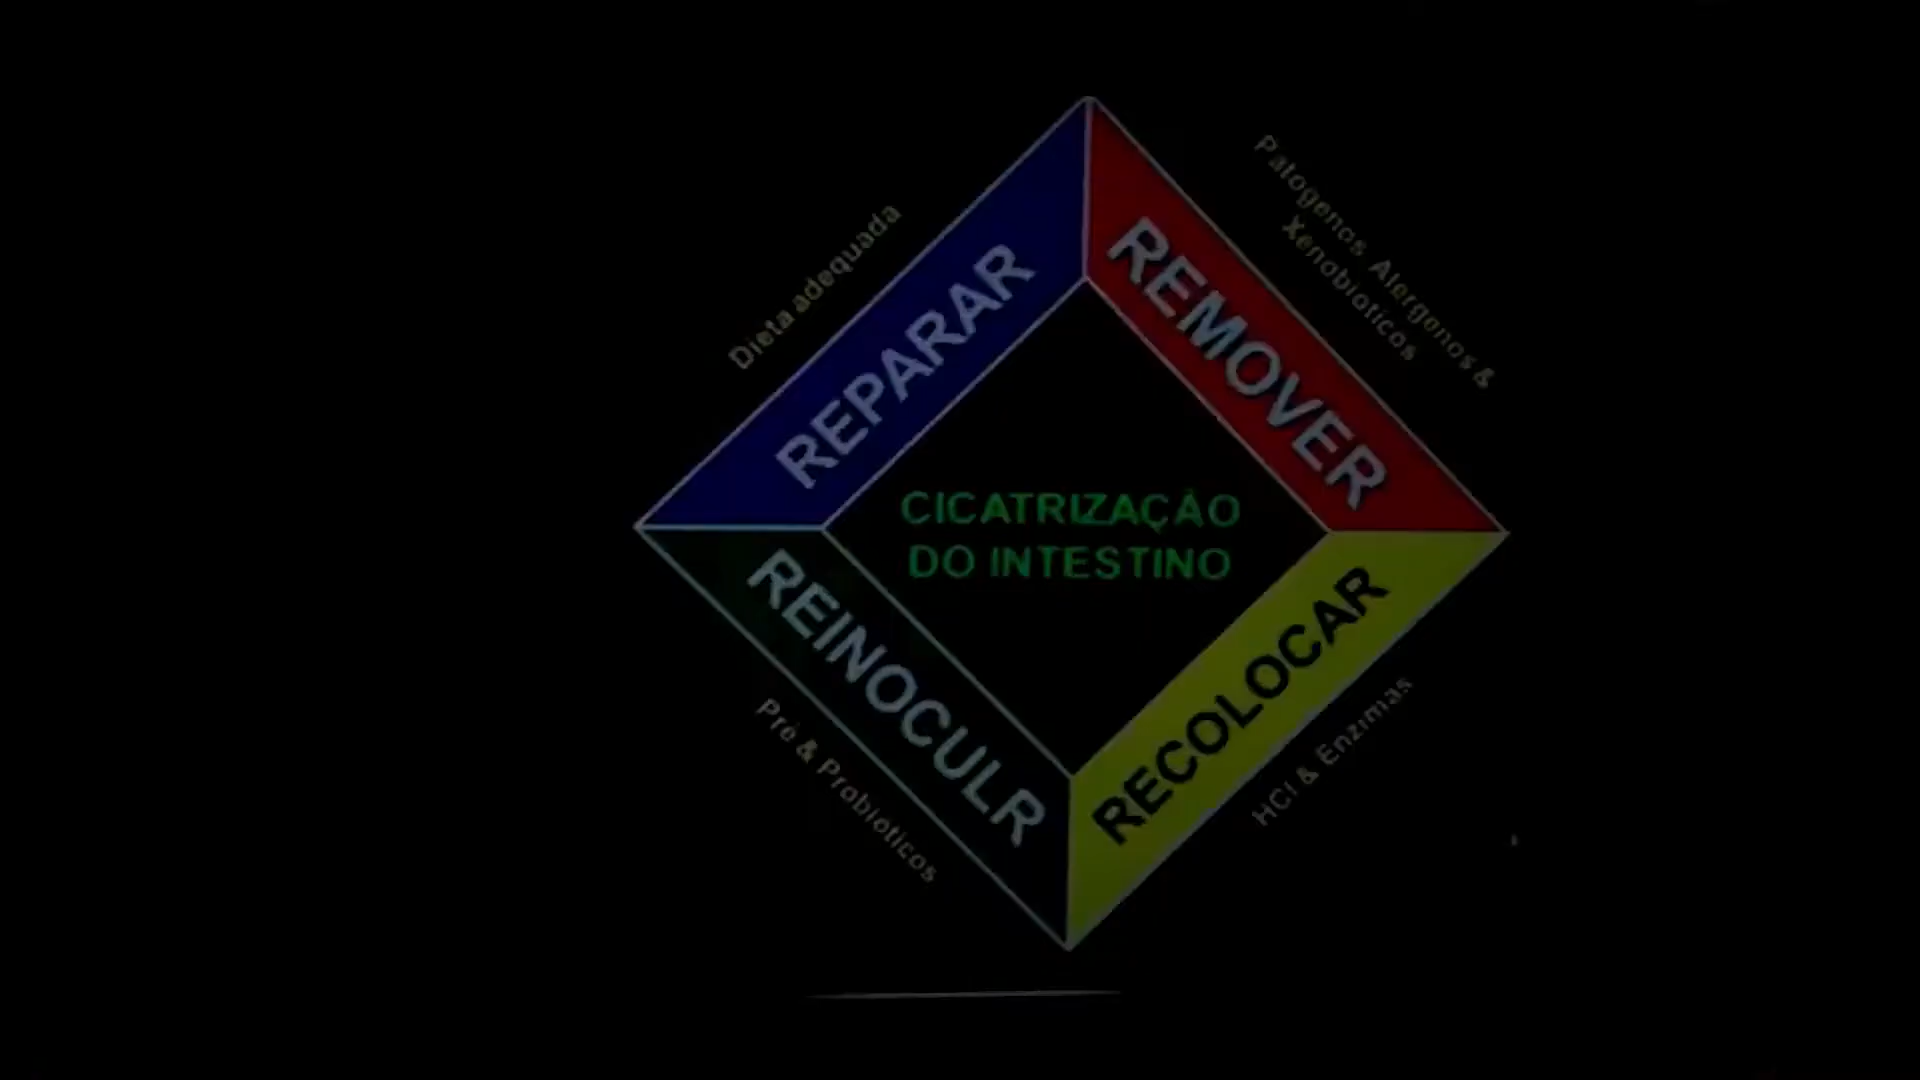 Patogenos, Alergenos &
Xenobioticos
REMOVER
Dieta adequada
REPARAR
CICATRIZAÇÃO
DO INTESTINO
REINOCULR
Pré & Probioticos
RECOLOCAR
HCl & Enzimas